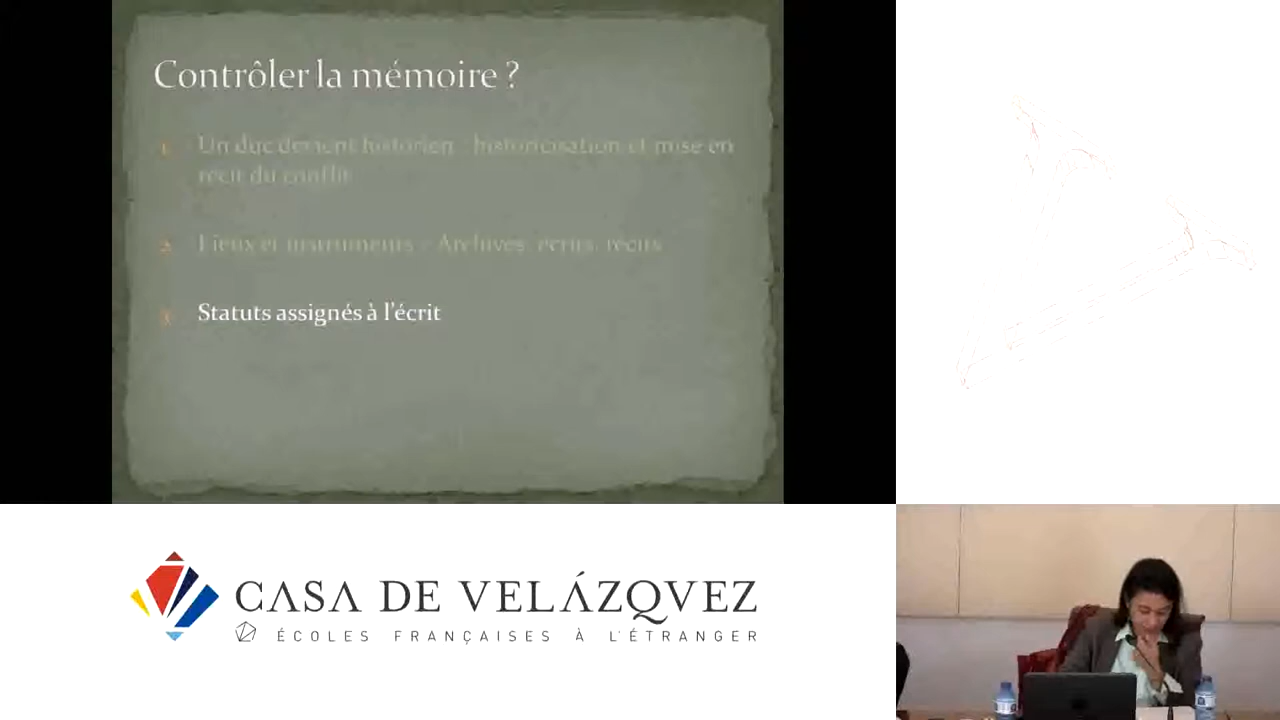 Contrôler la mémoire ?
1. Un duc devient historien : historicisation et mise en
récit du conflit
2. Lieux et instruments : Archives, écrits, récits
3. Statuts assignés à l'écrit
CASA DE VELÁZQVEZ
ÉCOLES FRANÇAISES À L'ÉTRANGER